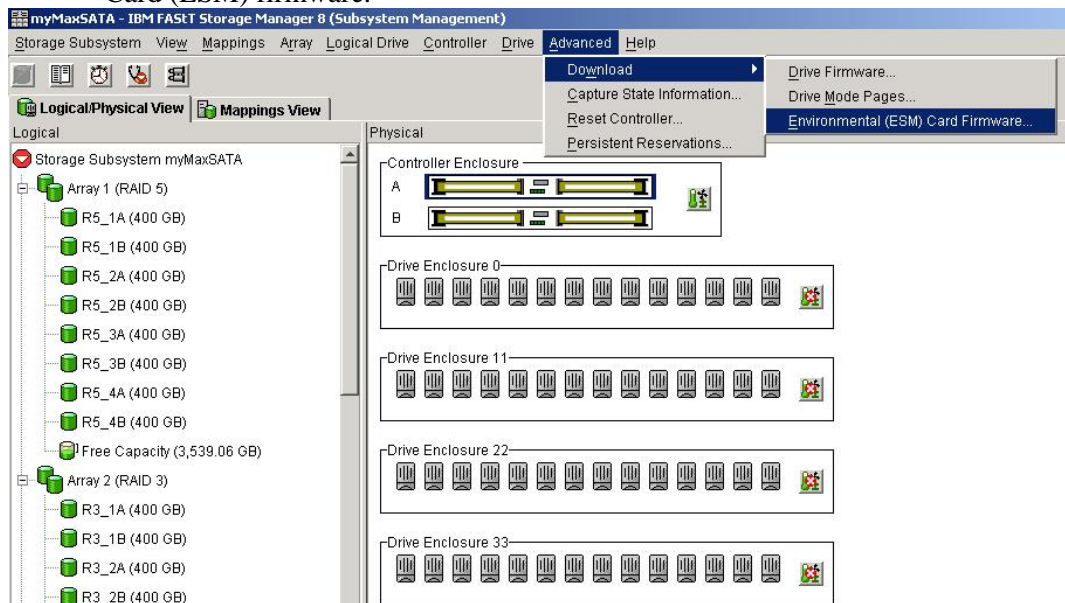 Card (ESM) firmware.
myMaxSATA - IBM FAStT Storage Manager 8 (Subsystem Management)
Storage Subsystem View Mappings Array Logical Drive Controller Drive Advanced Help
Download
Capture State Information...
Reset Controller...
Persistent Reservations...
Drive Firmware...
Drive Mode Pages...
Environmental (ESM) Card Firmware...
Logical/Physical View Mappings View
Logical
Storage Subsystem myMaxSATA
Array 1 (RAID 5)
R5_1A (400 GB)
R5_1B (400 GB)
R5_2A (400 GB)
R5_2B (400 GB)
R5_3A (400 GB)
R5_3B (400 GB)
R5_4A (400 GB)
R5_4B (400 GB)
Free Capacity (3,539.06 GB)
Array 2 (RAID 3)
R3_1A (400 GB)
R3_1B (400 GB)
R3_2A (400 GB)
R3_2B (400 GB)
Physical
Controller Enclosure
A
B
Drive Enclosure 0
Drive Enclosure 11
Drive Enclosure 22
Drive Enclosure 33